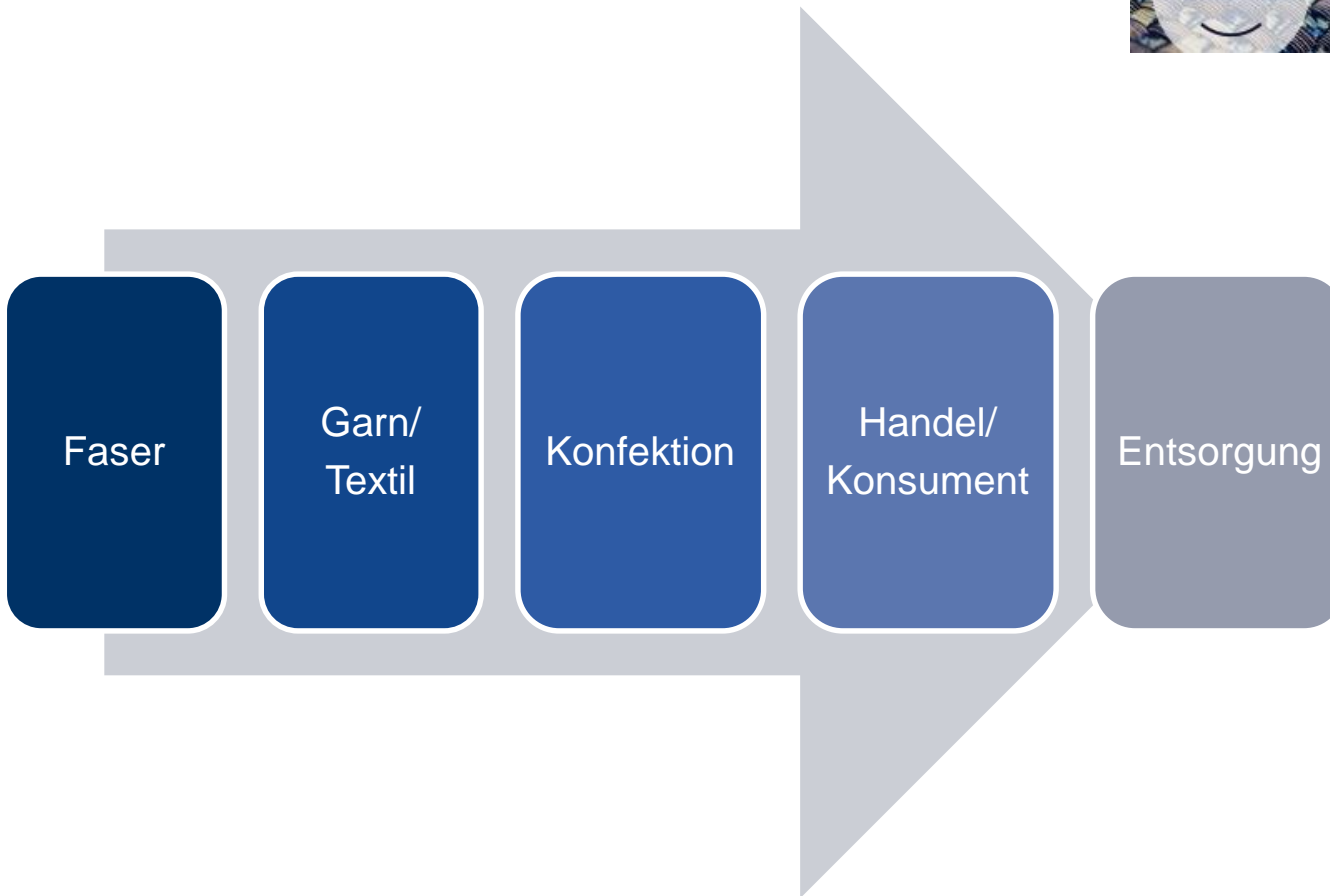 Faser
Garn/
Textil
Konfektion
Handel/
Konsument
Entsorgung